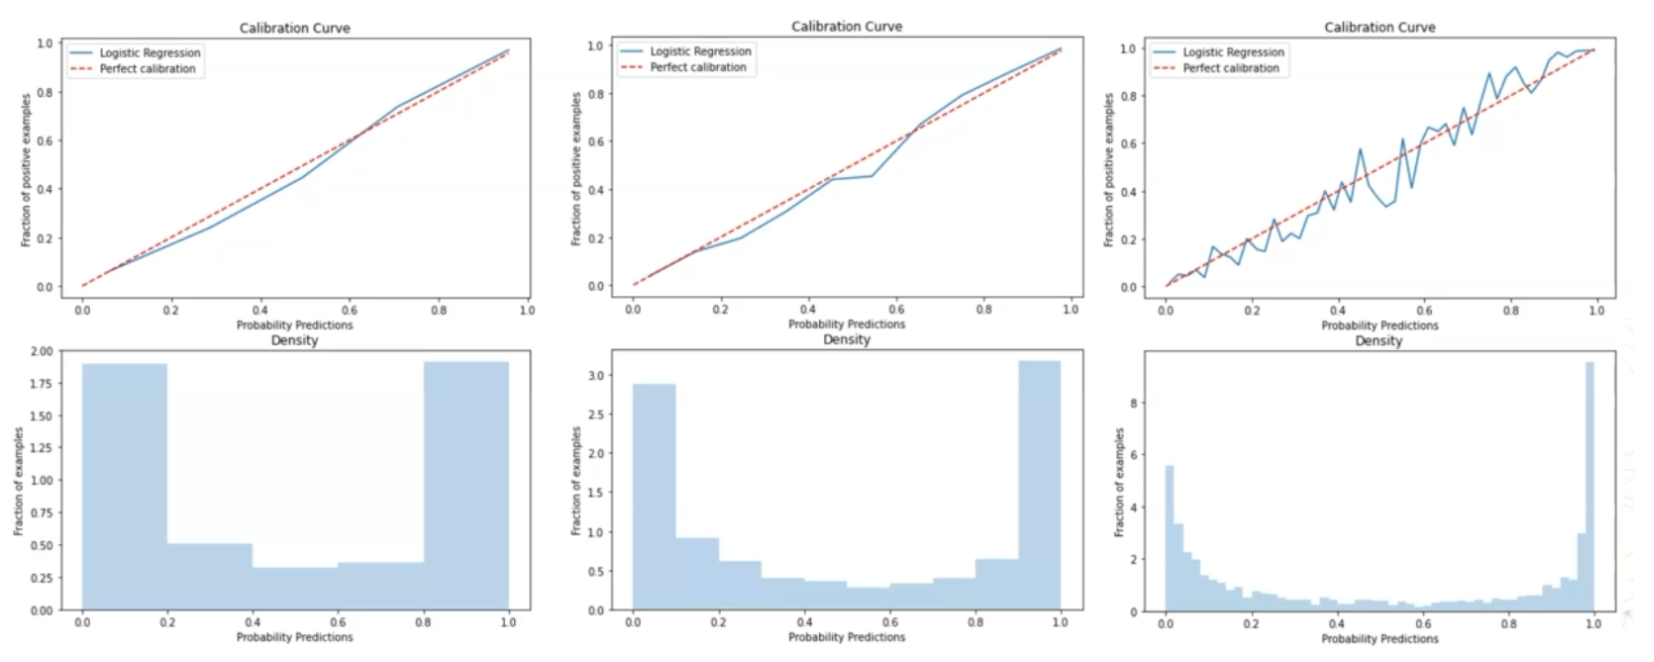 Calibration Curve
Logistic Regression
Perfect calibration
Fraction of positive examples
1.0
0.8
0.6
0.4
0.2
0.0
0.0 0.2 0.4 0.6 0.8 1.0
Probability Predictions
Calibration Curve
Logistic Regression
Perfect calibration
Fraction of positive examples
1.0
0.8
0.6
0.4
0.2
0.0
0.0 0.2 0.4 0.6 0.8 1.0
Probability Predictions
Calibration Curve
Logistic Regression
Perfect calibration
Fraction of positive examples
1.0
0.8
0.6
0.4
0.2
0.0
0.0 0.2 0.4 0.6 0.8 1.0
Probability Predictions
Density
Fraction of examples
2.00
1.75
1.50
1.25
1.00
0.75
0.50
0.25
0.00
0.0 0.2 0.4 0.6 0.8 1.0
Probability Predictions
Density
Fraction of examples
3.0
2.5
2.0
1.5
1.0
0.5
0.0
0.0 0.2 0.4 0.6 0.8 1.0
Probability Predictions
Density
Fraction of examples
8
6
4
2
0
0.0 0.2 0.4 0.6 0.8 1.0
Probability Predictions